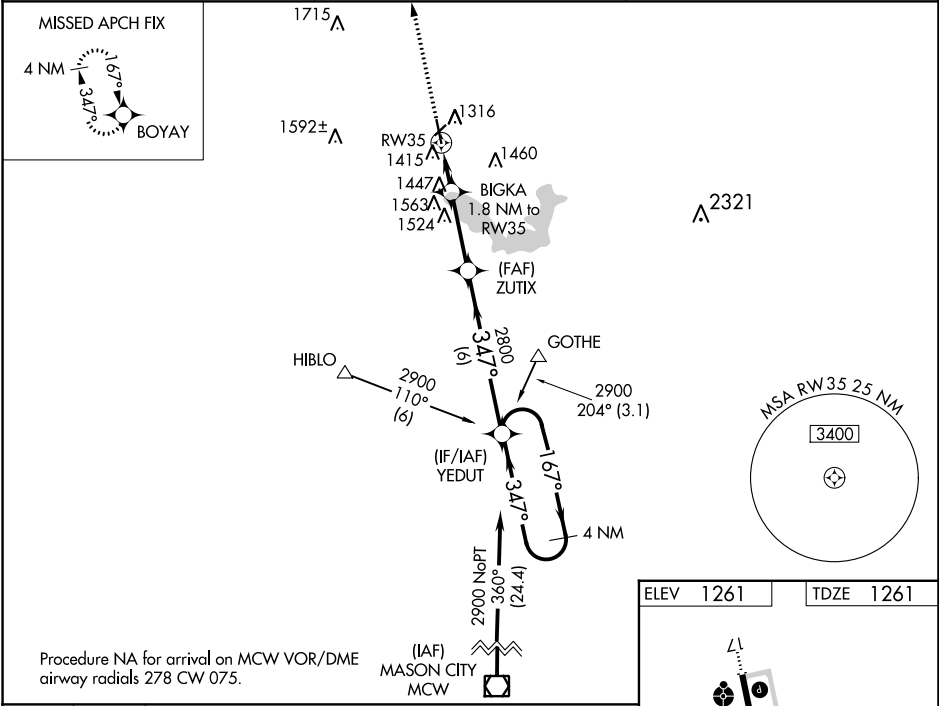 MISSED APCH FIX
4 NM
167°
347°
BOYAY
1715
1592±
1316
RW35
1415
1460
1447
BIGKA
1563
1.8 NM to
1524
RW35
2321
(FAF)
ZUTIX
2800
347°
(6)
HIBLO
2900
110°
(6)
GOTHE
2900
204° (3.1)
(IF/IAF)
YEDUT
167°
347°
4 NM
MSA RW35 25 NM
3400
2900 NoPT
360°
(24.4)
(IAF)
MASON CITY
MCW
Procedure NA for arrival on MCW VOR/DME
airway radials 278 CW 075.
ELEV 1261
TDZE 1261
17
P